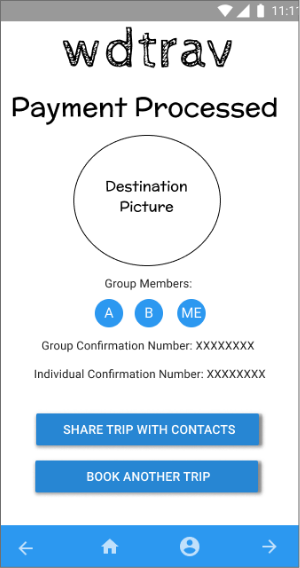 11:11
wdtrav
Payment Processed
Destination
Picture
Group Members:
A B ME
Group Confirmation Number: XXXXXXXX
Individual Confirmation Number: XXXXXXXX
SHARE TRIP WITH CONTACTS
BOOK ANOTHER TRIP